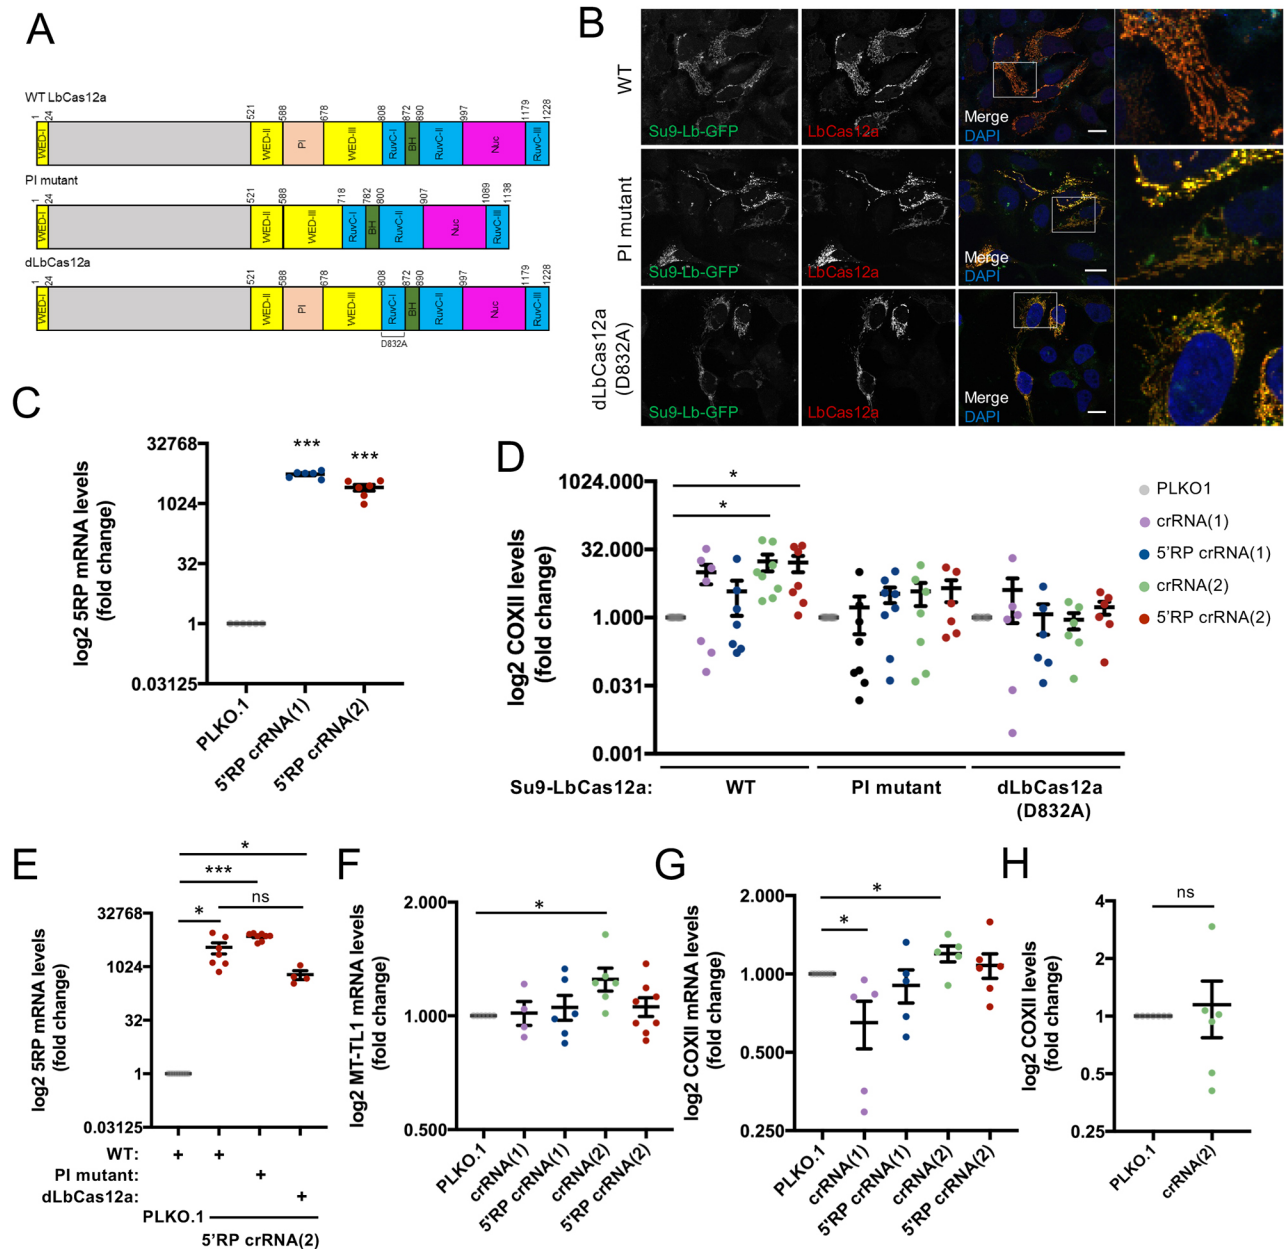 A
WT LbCas12a
1
24
521
588
678
808
872
890
997
1179
1228
WED-I
WED-II
PI
WED-III
RuvC-I
BH
RuvC-II
Nuc
RuvC-III
PI mutant
1
24
521
588
718
782
800
907
1089
1138
WED-I
WED-II
WED-III
RuvC-I
BH
RuvC-II
Nuc
RuvC-III
dLbCas12a
1
24
521
588
678
808
872
890
997
1179
1228
WED-I
WED-II
PI
WED-III
RuvC-I
BH
RuvC-II
Nuc
RuvC-III
D832A
B
WT
Su9-Lb-GFP
LbCas12a
Merge
DAPI
PI mutant
Su9-Lb-GFP
LbCas12a
Merge
DAPI
dLbCas12a
(D832A)
Su9-Lb-GFP
LbCas12a
Merge
DAPI
C
log2 5RP mRNA levels
(fold change)
32768
1024
32
1
0.03125
***
***
PLKO.1
5'RP crRNA(1)
5'RP crRNA(2)
D
log2 COXII levels
(fold change)
1024.000
32.000
1.000
0.031
0.001
*
*
PLKO1
crRNA(1)
5'RP crRNA(1)
crRNA(2)
5'RP crRNA(2)
Su9-LbCas12a:
WT
PI mutant
dLbCas12a
(D832A)
E
log2 5RP mRNA levels
(fold change)
32768
1024
32
1
0.03125
*
***
ns
*
WT: + +
PI mutant: +
dLbCas12a: +
PLKO.1
5'RP crRNA(2)
F
log2 MT-TL1 mRNA levels
(fold change)
2.000
1.000
0.500
*
PLKO.1
crRNA(1)
5'RP crRNA(1)
crRNA(2)
5'RP crRNA(2)
G
log2 COXII mRNA levels
(fold change)
2.000
1.000
0.500
0.250
*
*
PLKO.1
crRNA(1)
5'RP crRNA(1)
crRNA(2)
5'RP crRNA(2)
H
log2 COXII levels
(fold change)
4
2
1
0.5
0.25
ns
PLKO.1
crRNA(2)